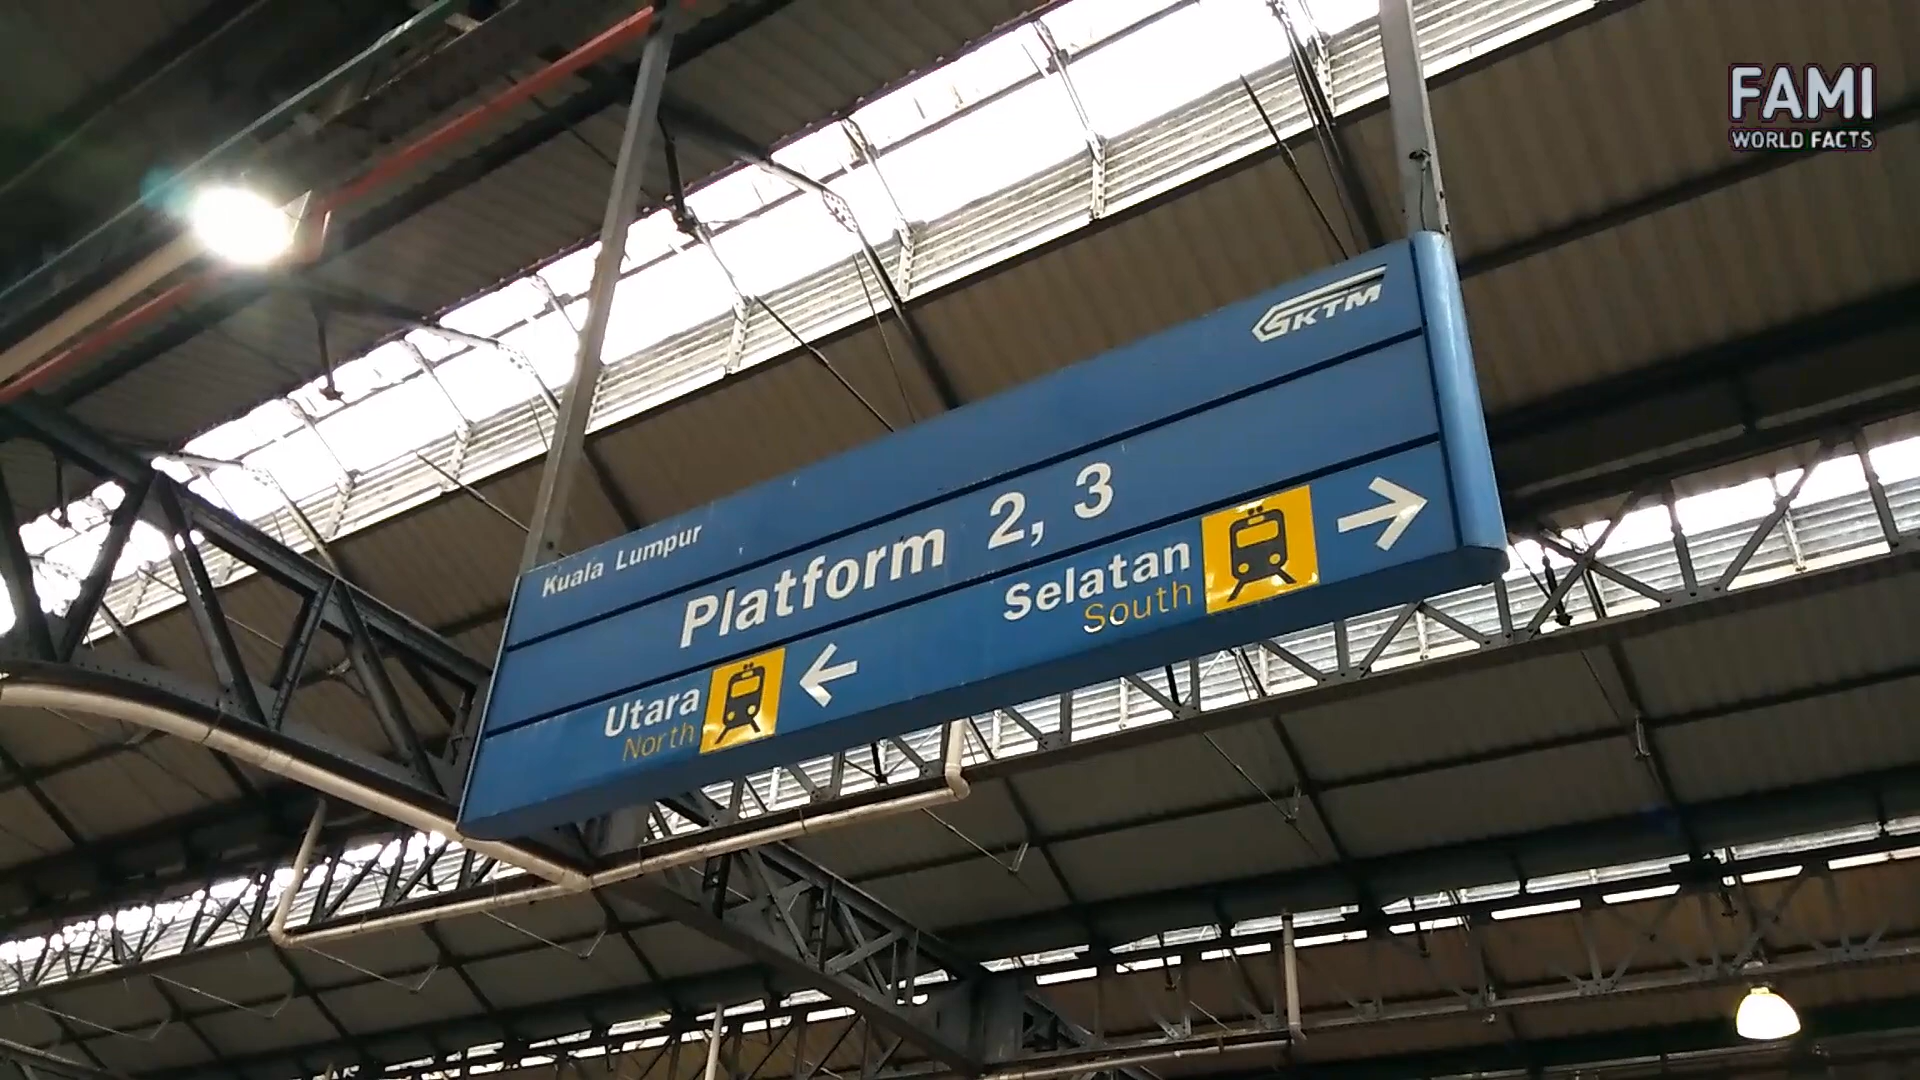 FAMI
WORLD FACTS
KTM
Kuala Lumpur
Platform 2, 3
Selatan
South
Utara
North